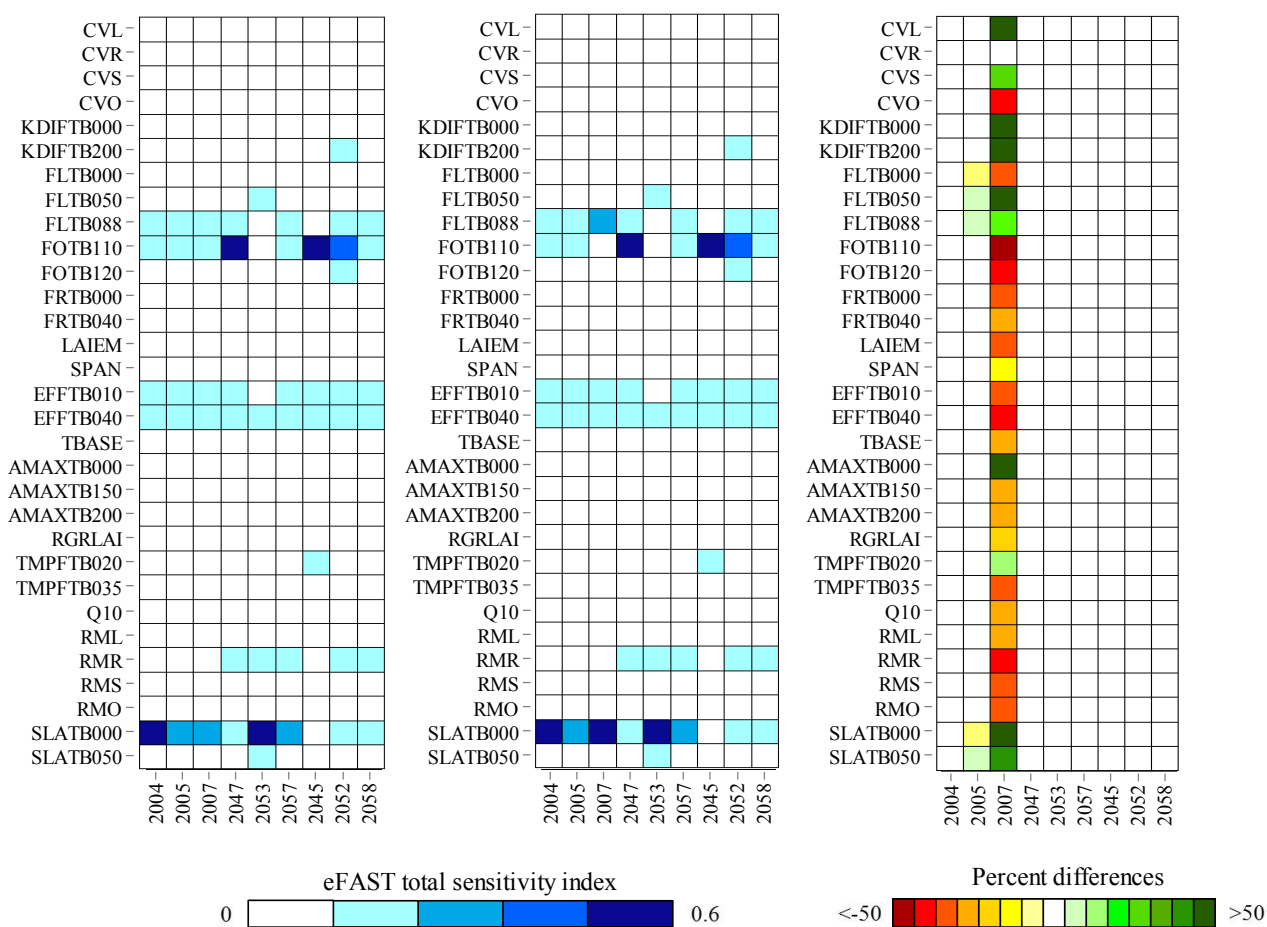 CVL
CVR
CVS
CVO
KDIFTB000
KDIFTB200
FLTB000
FLTB050
FLTB088
FOTB110
FOTB120
FRTB000
FRTB040
LAIEM
SPAN
EFFTB010
EFFTB040
TBASE
AMAXTB000
AMAXTB150
AMAXTB200
RGRLAI
TMPFTB020
TMPFTB035
Q10
RML
RMR
RMS
RMO
SLATB000
SLATB050
2004 2005 2007 2047 2053 2057 2045 2052 2058
CVL
CVR
CVS
CVO
KDIFTB000
KDIFTB200
FLTB000
FLTB050
FLTB088
FOTB110
FOTB120
FRTB000
FRTB040
LAIEM
SPAN
EFFTB010
EFFTB040
TBASE
AMAXTB000
AMAXTB150
AMAXTB200
RGRLAI
TMPFTB020
TMPFTB035
Q10
RML
RMR
RMS
RMO
SLATB000
SLATB050
2004 2005 2007 2047 2053 2057 2045 2052 2058
CVL
CVR
CVS
CVO
KDIFTB000
KDIFTB200
FLTB000
FLTB050
FLTB088
FOTB110
FOTB120
FRTB000
FRTB040
LAIEM
SPAN
EFFTB010
EFFTB040
TBASE
AMAXTB000
AMAXTB150
AMAXTB200
RGRLAI
TMPFTB020
TMPFTB035
Q10
RML
RMR
RMS
RMO
SLATB000
SLATB050
2004 2005 2007 2047 2053 2057 2045 2052 2058
eFAST total sensitivity index
0 0.6
Percent differences
<-50 >50